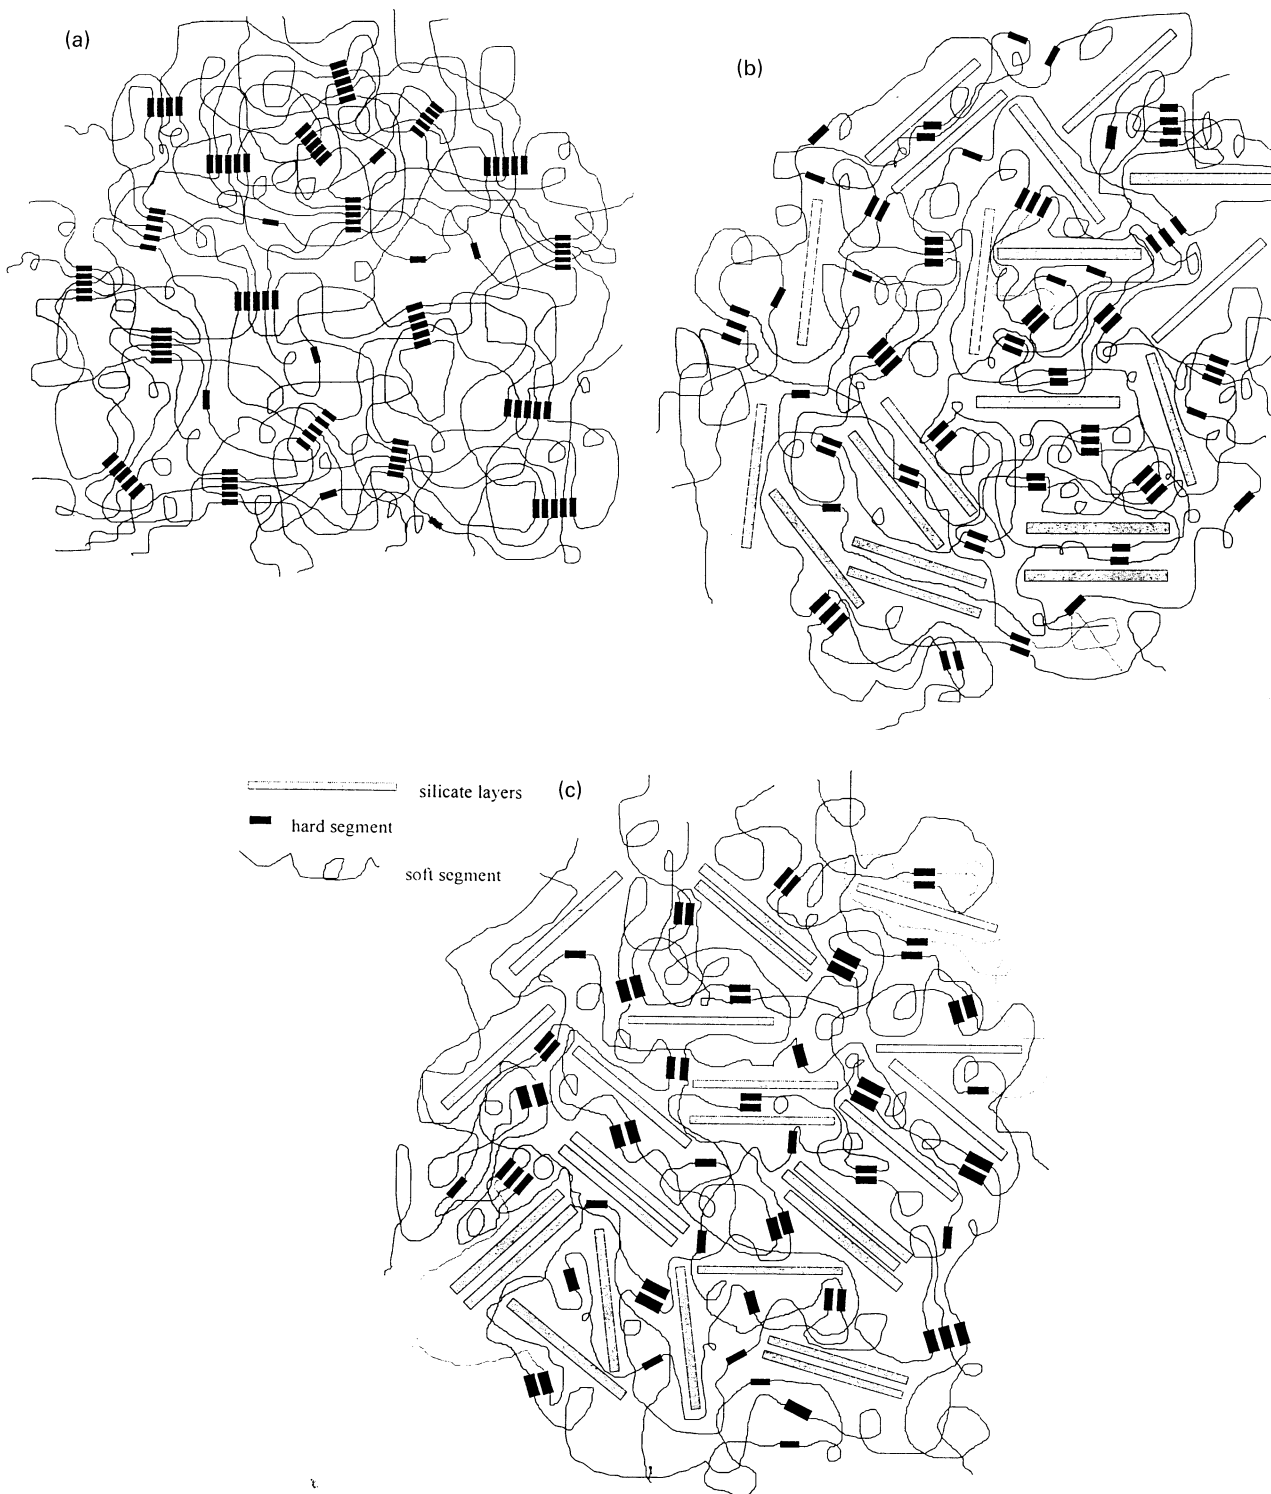 (a)
(b)
silicate layers
(c)
hard segment
soft segment